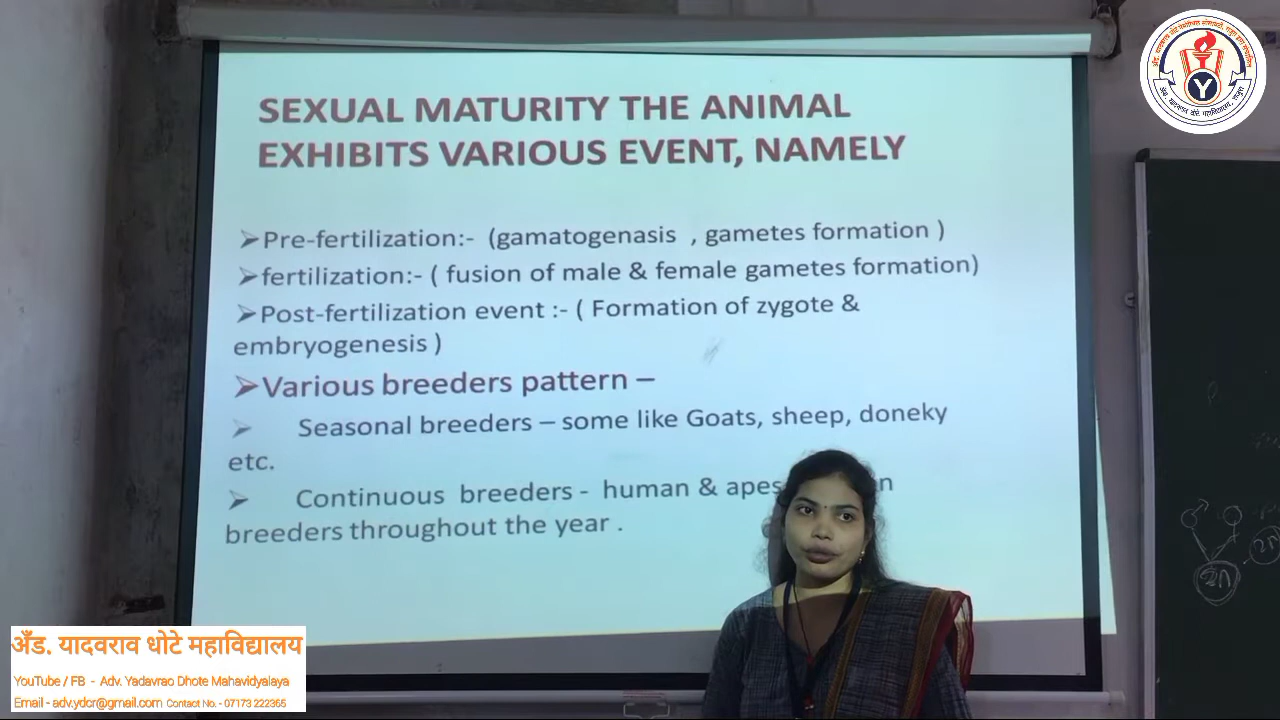 SEXUAL MATURITY THE ANIMAL
EXHIBITS VARIOUS EVENT, NAMELY
➢Pre-fertilization:- (gamatogenasis , gametes formation )
➢fertilization:- ( fusion of male & female gametes formation)
➢Post-fertilization event :- ( Formation of zygote &
embryogenesis )
➢Various breeders pattern –
➢ Seasonal breeders – some like Goats, sheep, doneky
etc.
➢ Continuous breeders - human & apes
breeders throughout the year .
♂ ♀
2n
2n
Y
अँड. यादवराव धोटे महाविद्यालय
YouTube / FB - Adv. Yadavrao Dhote Mahavidyalaya
Email - adv.ydcr@gmail.com Contact No. - 07173 222365